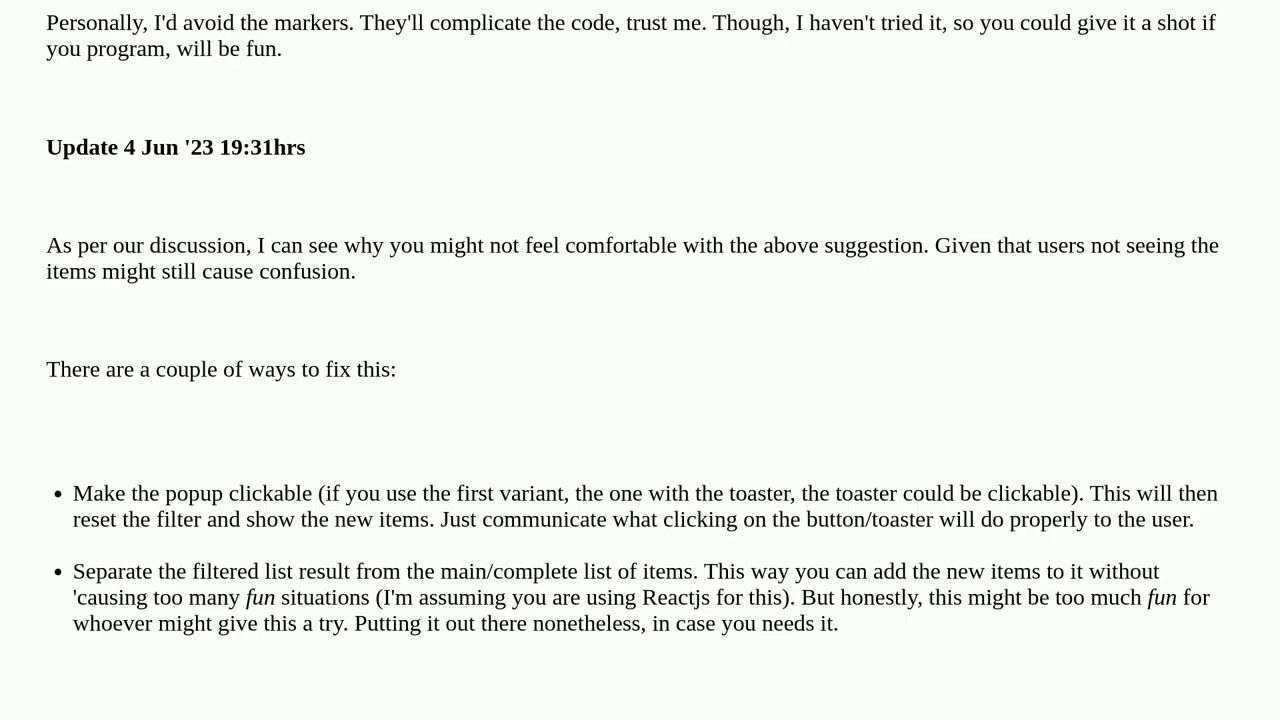 Personally, I'd avoid the markers. They'll complicate the code, trust me. Though, I haven't tried it, so you could give it a shot if
you program, will be fun.
Update 4 Jun '23 19:31hrs
As per our discussion, I can see why you might not feel comfortable with the above suggestion. Given that users not seeing the
items might still cause confusion.
There are a couple of ways to fix this:
• Make the popup clickable (if you use the first variant, the one with the toaster, the toaster could be clickable). This will then
reset the filter and show the new items. Just communicate what clicking on the button/toaster will do properly to the user.
• Separate the filtered list result from the main/complete list of items. This way you can add the new items to it without
'causing too many fun situations (I'm assuming you are using Reactjs for this). But honestly, this might be too much fun for
whoever might give this a try. Putting it out there nonetheless, in case you needs it.